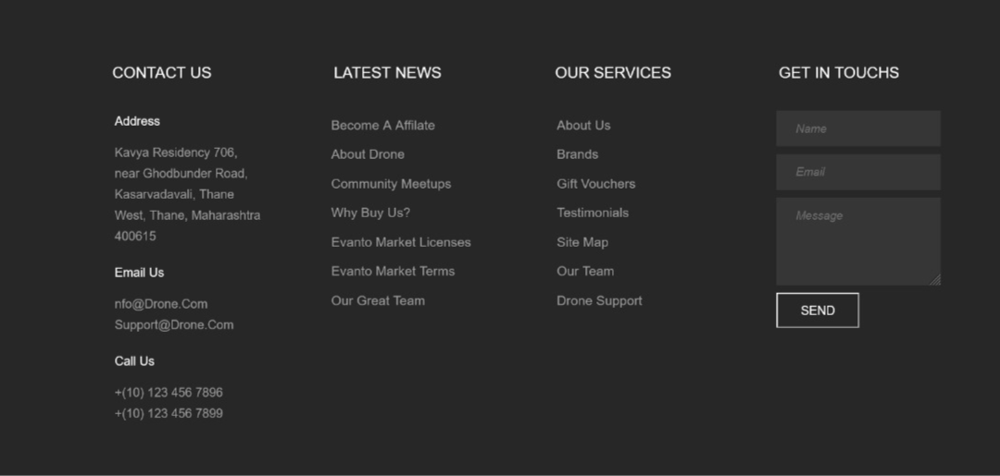 CONTACT US
Address
Kavya Residency 706,
near Ghodbunder Road,
Kasarvadavali, Thane
West, Thane, Maharashtra
400615
Email Us
nfo@Drone.Com
Support@Drone.Com
Call Us
+(10) 123 456 7896
+(10) 123 456 7899
LATEST NEWS
Become A Affilate
About Drone
Community Meetups
Why Buy Us?
Evanto Market Licenses
Evanto Market Terms
Our Great Team
OUR SERVICES
About Us
Brands
Gift Vouchers
Testimonials
Site Map
Our Team
Drone Support
GET IN TOUCHS
Name
Email
Message
SEND